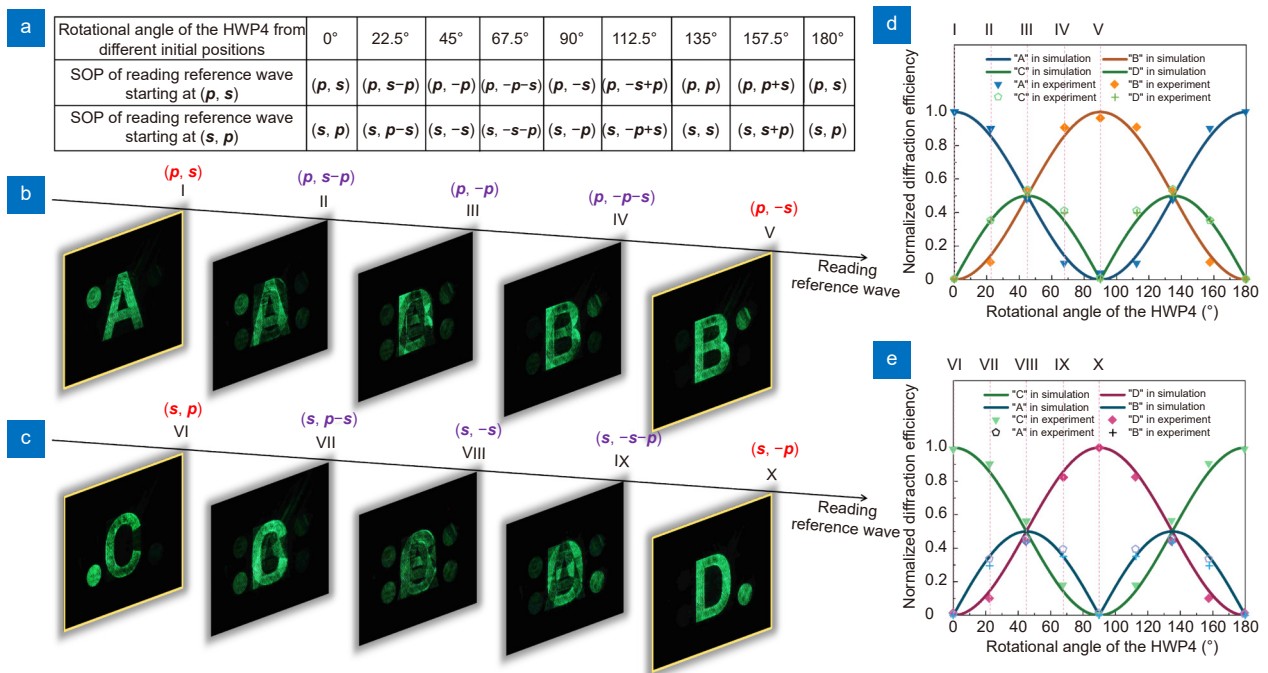 a
Rotational angle of the HWP4 from
different initial positions
0° 22.5° 45° 67.5° 90° 112.5° 135° 157.5° 180°
SOP of reading reference wave
starting at (p, s)
(p, s) (p, s−p) (p, −p) (p, −p−s) (p, −s) (p, −s+p) (p, p) (p, p+s) (p, s)
SOP of reading reference wave
starting at (s, p)
(s, p) (s, p−s) (s, −s) (s, −s−p) (s, −p) (s, −p+s) (s, s) (s, s+p) (s, p)
b
(p, s)
I
(p, s−p)
II
(p, −p)
III
(p, −p−s)
IV
(p, −s)
V
Reading
reference wave
A
A
B
B
c
(s, p)
VI
(s, p−s)
VII
(s, −s)
VIII
(s, −s−p)
IX
(s, −p)
X
Reading
reference wave
C
C
D
D
D
d
I II III IV V
"A" in simulation "B" in simulation
"C" in simulation "D" in simulation
"A" in experiment "B" in experiment
"C" in experiment "D" in experiment
Normalized diffraction efficiency
1.0
0.8
0.6
0.4
0.2
0
0 20 40 60 80 100 120 140 160 180
Rotational angle of the HWP4 (°)
e
VI VII VIII IX X
"C" in simulation "D" in simulation
"A" in simulation "B" in simulation
"C" in experiment "D" in experiment
"A" in experiment "B" in experiment
Normalized diffraction efficiency
1.0
0.8
0.6
0.4
0.2
0
0 20 40 60 80 100 120 140 160 180
Rotational angle of the HWP4 (°)